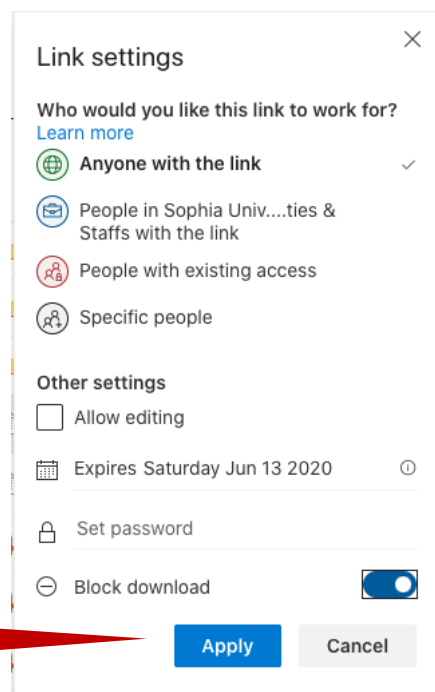 Link settings
Who would you like this link to work for?
Learn more
Anyone with the link
People in Sophia Univ....ties &
Staffs with the link
People with existing access
Specific people
Other settings
Allow editing
Expires Saturday Jun 13 2020
Set password
Block download
Apply Cancel